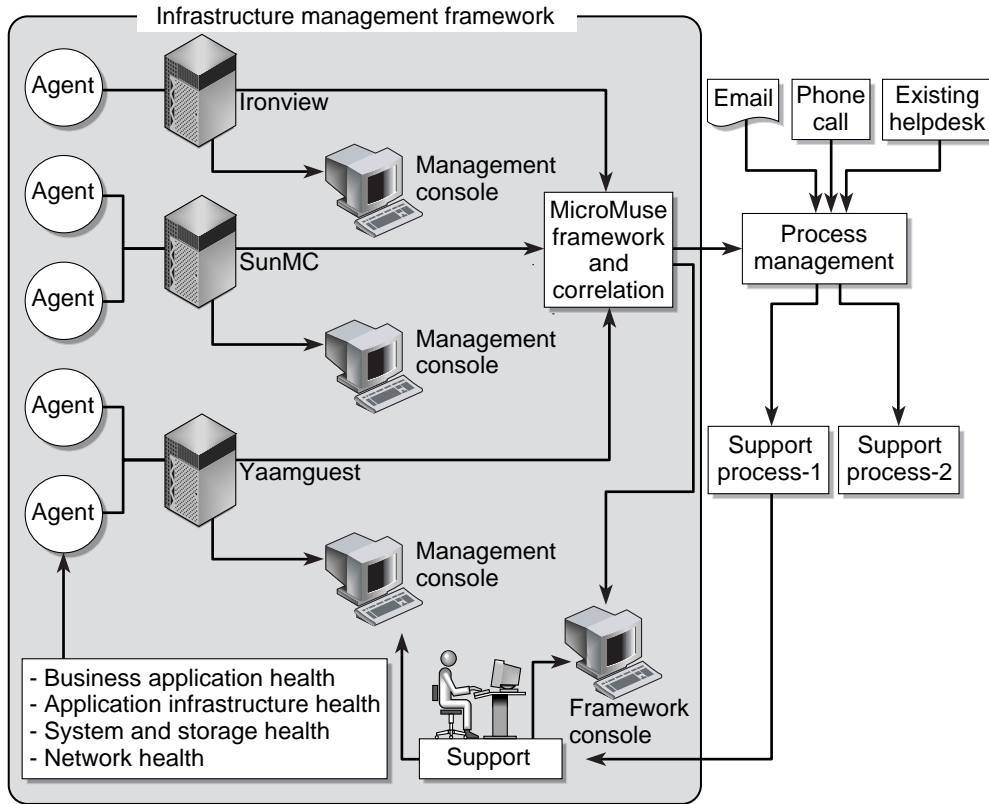 Infrastructure management framework
Agent
Ironview
Management
console
Agent
Agent
SunMC
Management
console
Agent
Agent
Yaamguest
Management
console
MicroMuse
framework
and
correlation
Email
Phone
call
Existing
helpdesk
Process
management
Support
process-1
Support
process-2
- Business application health
- Application infrastructure health
- System and storage health
- Network health
Support
Framework
console